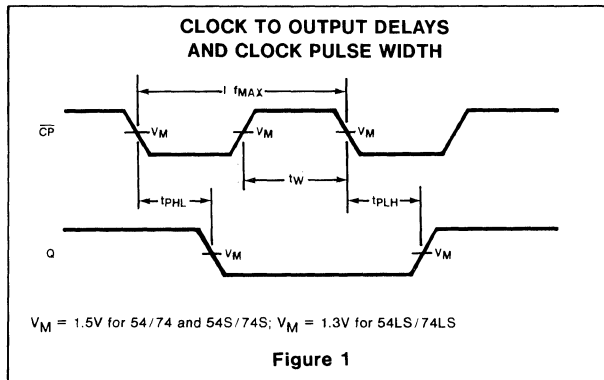 CLOCK TO OUTPUT DELAYS
AND CLOCK PULSE WIDTH
I fMAX
CP
VM
VM
VM
tW
tPHL
tPLH
Q
VM
VM
VM = 1.5V for 54/74 and 54S/74S; VM = 1.3V for 54LS/74LS
Figure 1